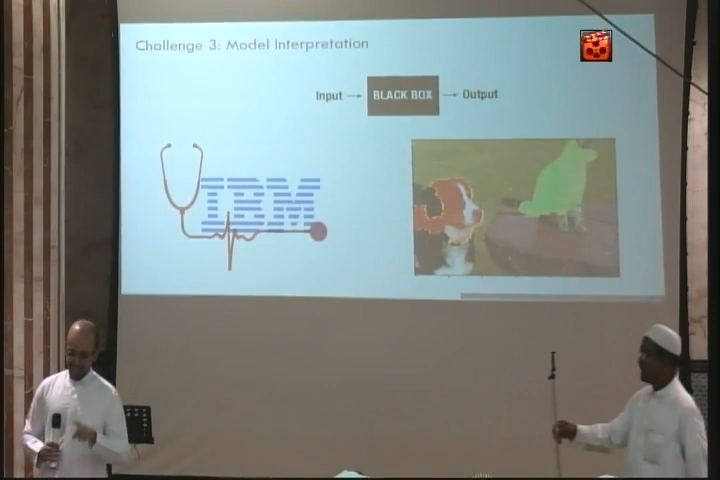 Challenge 3: Model Interpretation
Input → BLACK BOX → Output
IBM